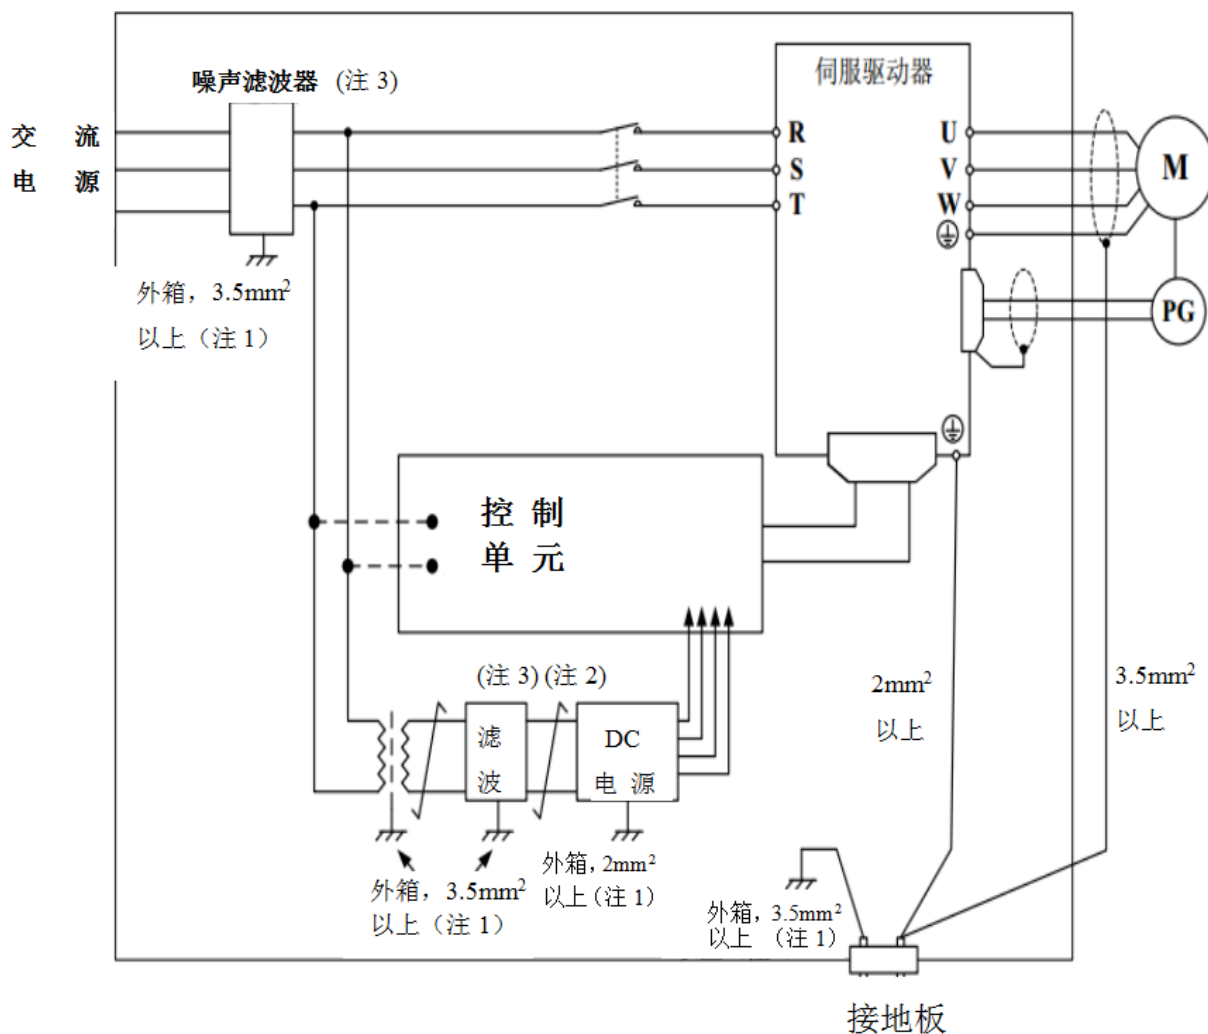 伺服驱动器
噪声滤波器 (注 3)
交 流
电 源
R
S
T
U
V
W
M
PG
外箱，3.5mm²
以上（注 1）
控 制
单 元
(注 3) (注 2)
滤
波
DC
电 源
2mm²
以上
3.5mm²
以上
外箱，3.5mm²
以上（注 1）
外箱，2mm²
以上（注 1）
外箱，3.5mm²
以上 （注 1）
接地板